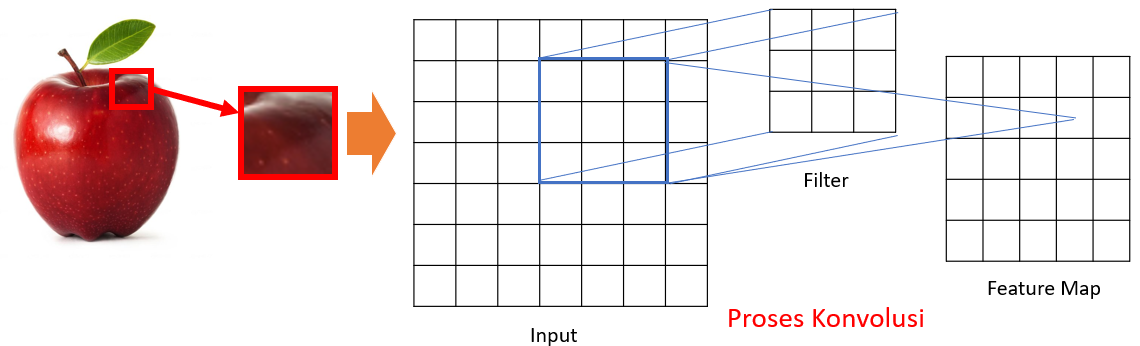 Filter
Feature Map
Proses Konvolusi
Input